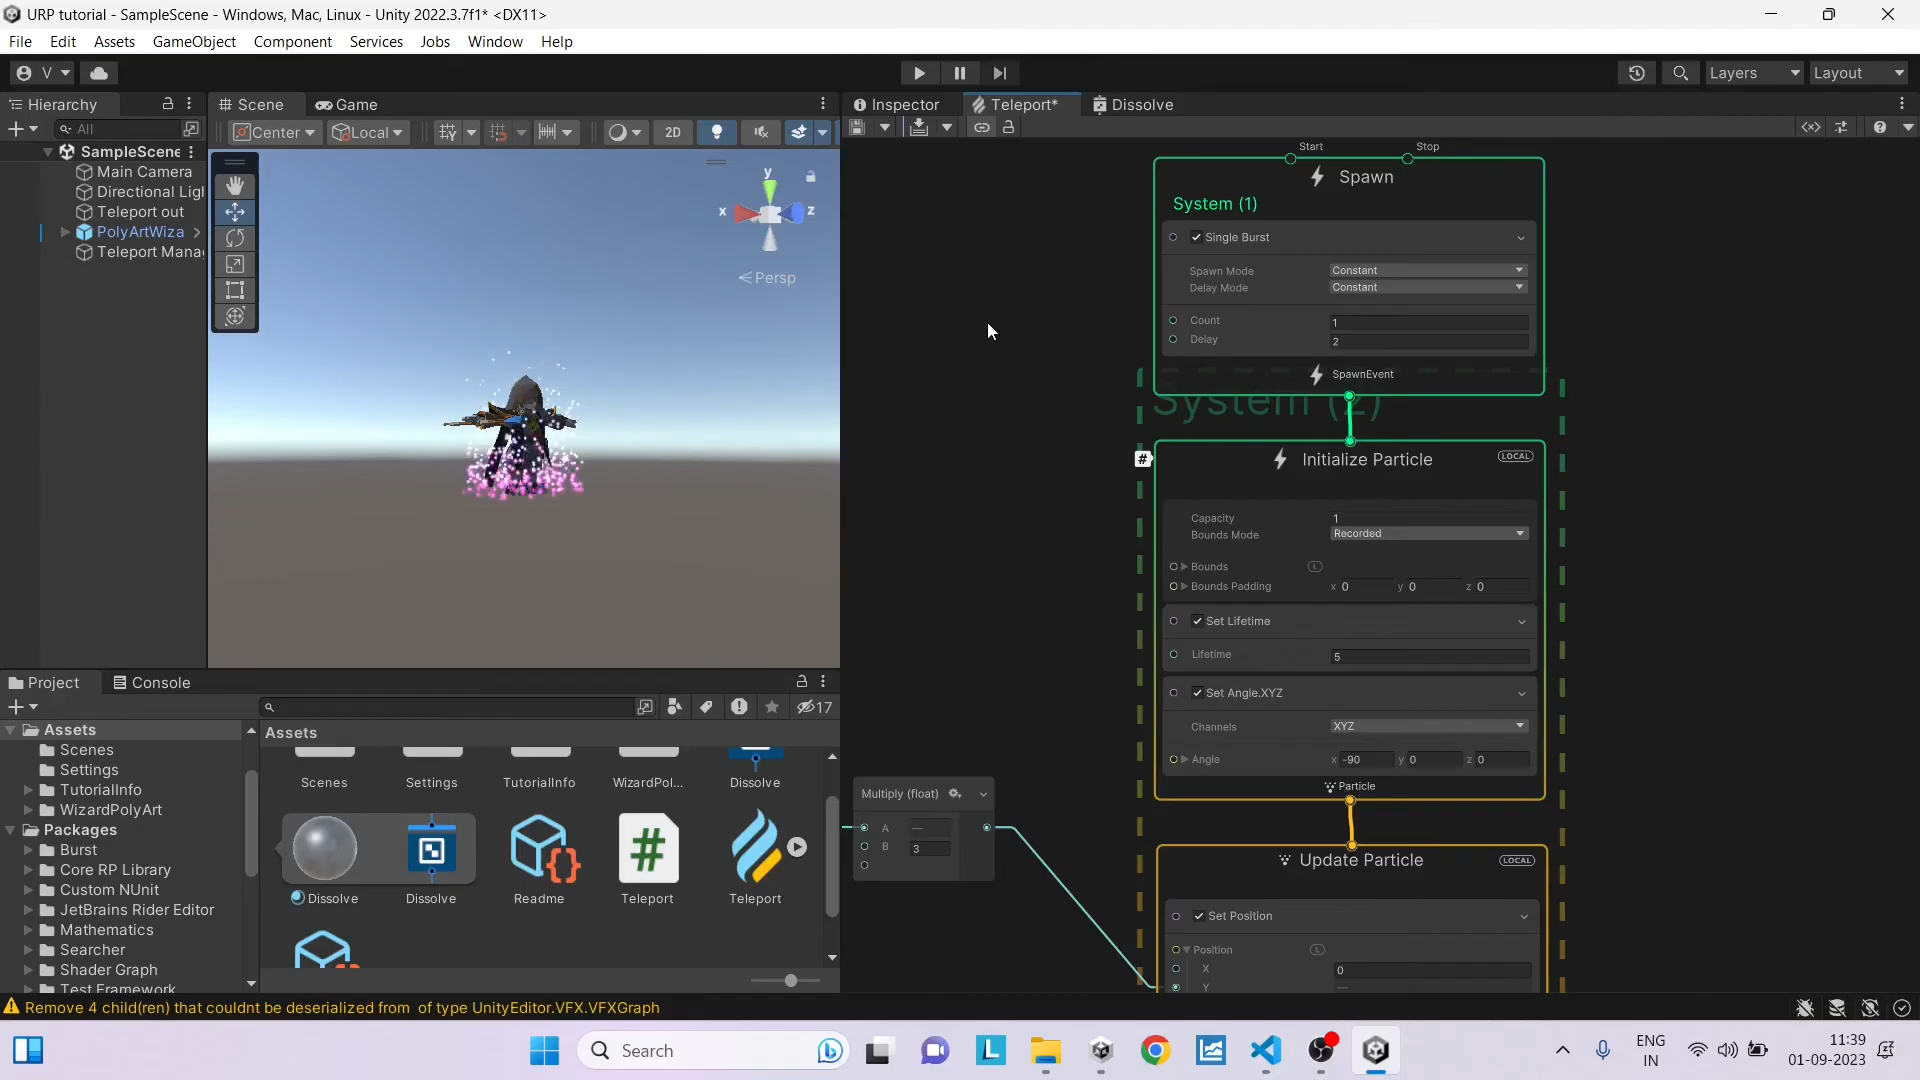 URP tutorial - SampleScene - Windows, Mac, Linux - Unity 2022.3.7f1* <DX11>
File Edit Assets GameObject Component Services Jobs Window Help
V
Layers
Layout
Hierarchy
Scene
Game
Inspector
Teleport*
Dissolve
All
Center
Local
2D
SampleScene
Main Camera
Directional Ligh
Teleport out
PolyArtWiza
Teleport Mana
y
x
z
Persp
Start
Stop
Spawn
System (1)
Single Burst
Spawn Mode
Constant
Delay Mode
Constant
Count
1
Delay
2
SpawnEvent
System (2)
#
Initialize Particle
LOCAL
Capacity
1
Bounds Mode
Recorded
Bounds
L
Bounds Padding
x 0 y 0 z 0
Set Lifetime
Lifetime
5
Set Angle.XYZ
Channels
XYZ
Angle
x -90 y 0 z 0
Particle
Update Particle
LOCAL
Set Position
Position
L
X
0
Y
Multiply (float)
A
B
3
Project
Console
17
Assets
Scenes
Settings
TutorialInfo
WizardPolyArt
Packages
Burst
Core RP Library
Custom NUnit
JetBrains Rider Editor
Mathematics
Searcher
Shader Graph
Test Framework
Assets
Scenes
Settings
TutorialInfo
WizardPol...
Dissolve
Dissolve
Dissolve
Readme
#
Teleport
Teleport
Remove 4 child(ren) that couldnt be deserialized from of type UnityEditor.VFX.VFXGraph
Search
L
ENG
IN
11:39
01-09-2023